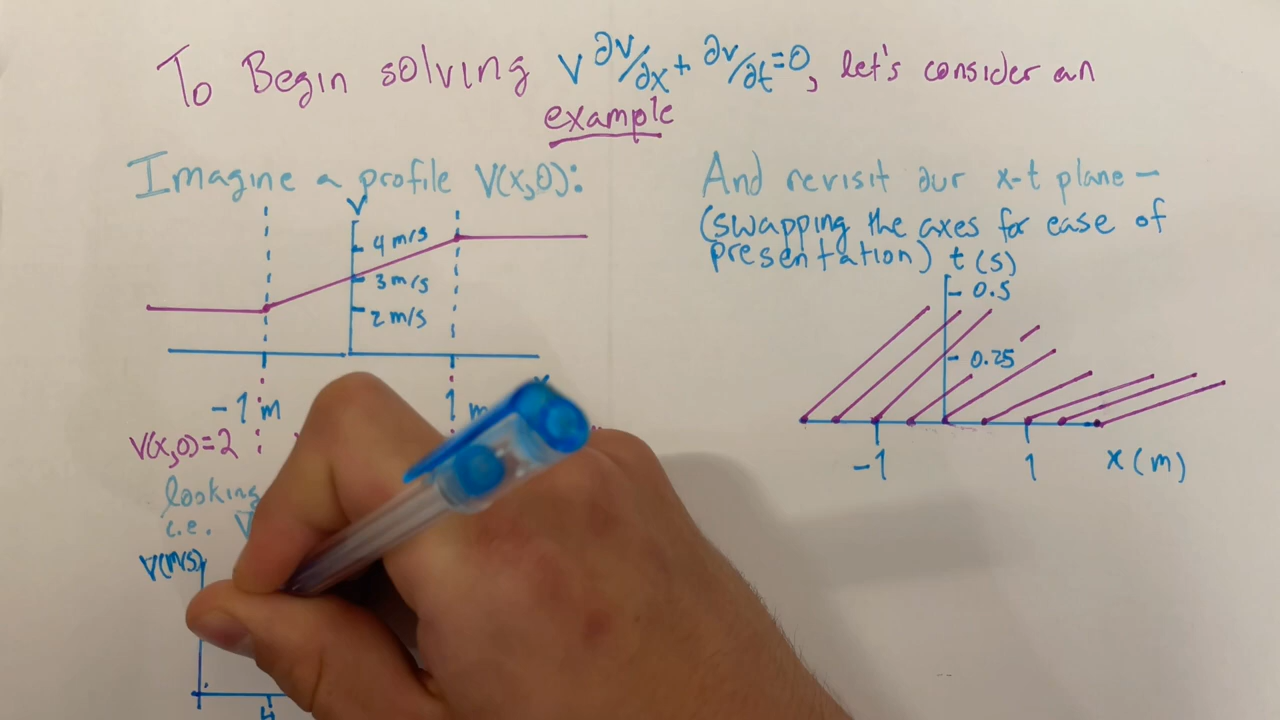 To Begin solving V ∂v/∂x + ∂v/∂t = 0, let's consider an
example
Imagine a profile V(x,0):
V
4 m/s
3 m/s
2 m/s
-1 m
1 m
V(x,0)=2
looking
i.e. V
V(m/s)
And revisit our x-t plane -
(swapping the axes for ease of
presentation)
t (s)
0.5
0.25
-1
1
x (m)